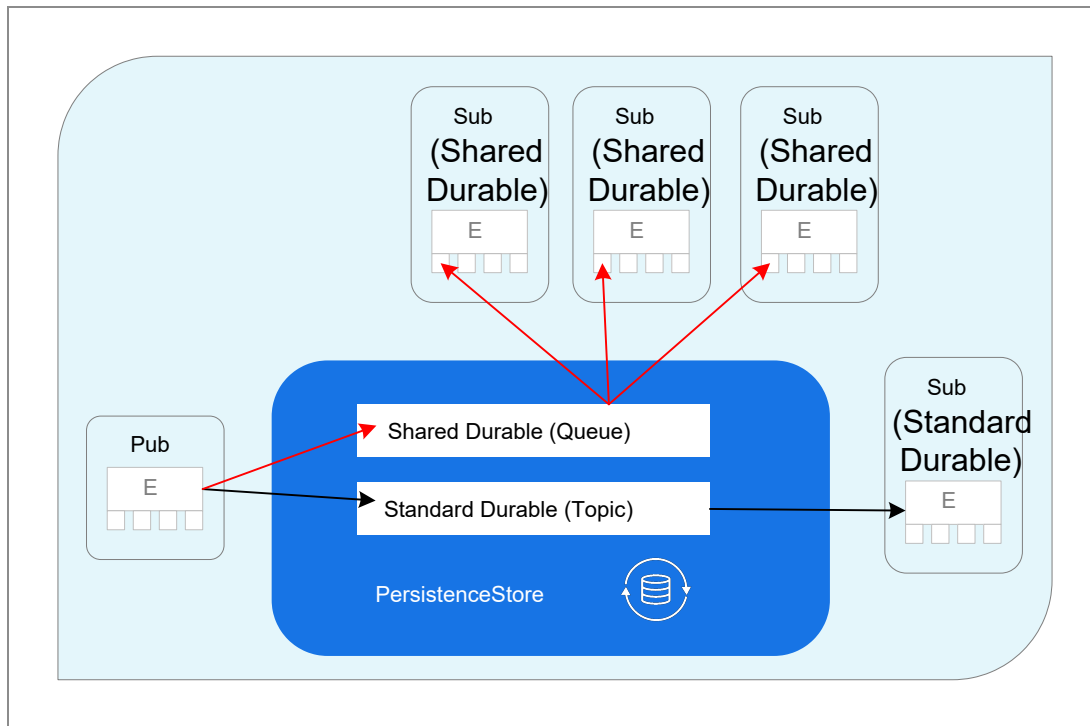 Sub
(Shared
Durable)
E
Sub
(Shared
Durable)
E
Sub
(Shared
Durable)
E
Pub
E
Shared Durable (Queue)
Standard Durable (Topic)
PersistenceStore
Sub
(Standard
Durable)
E